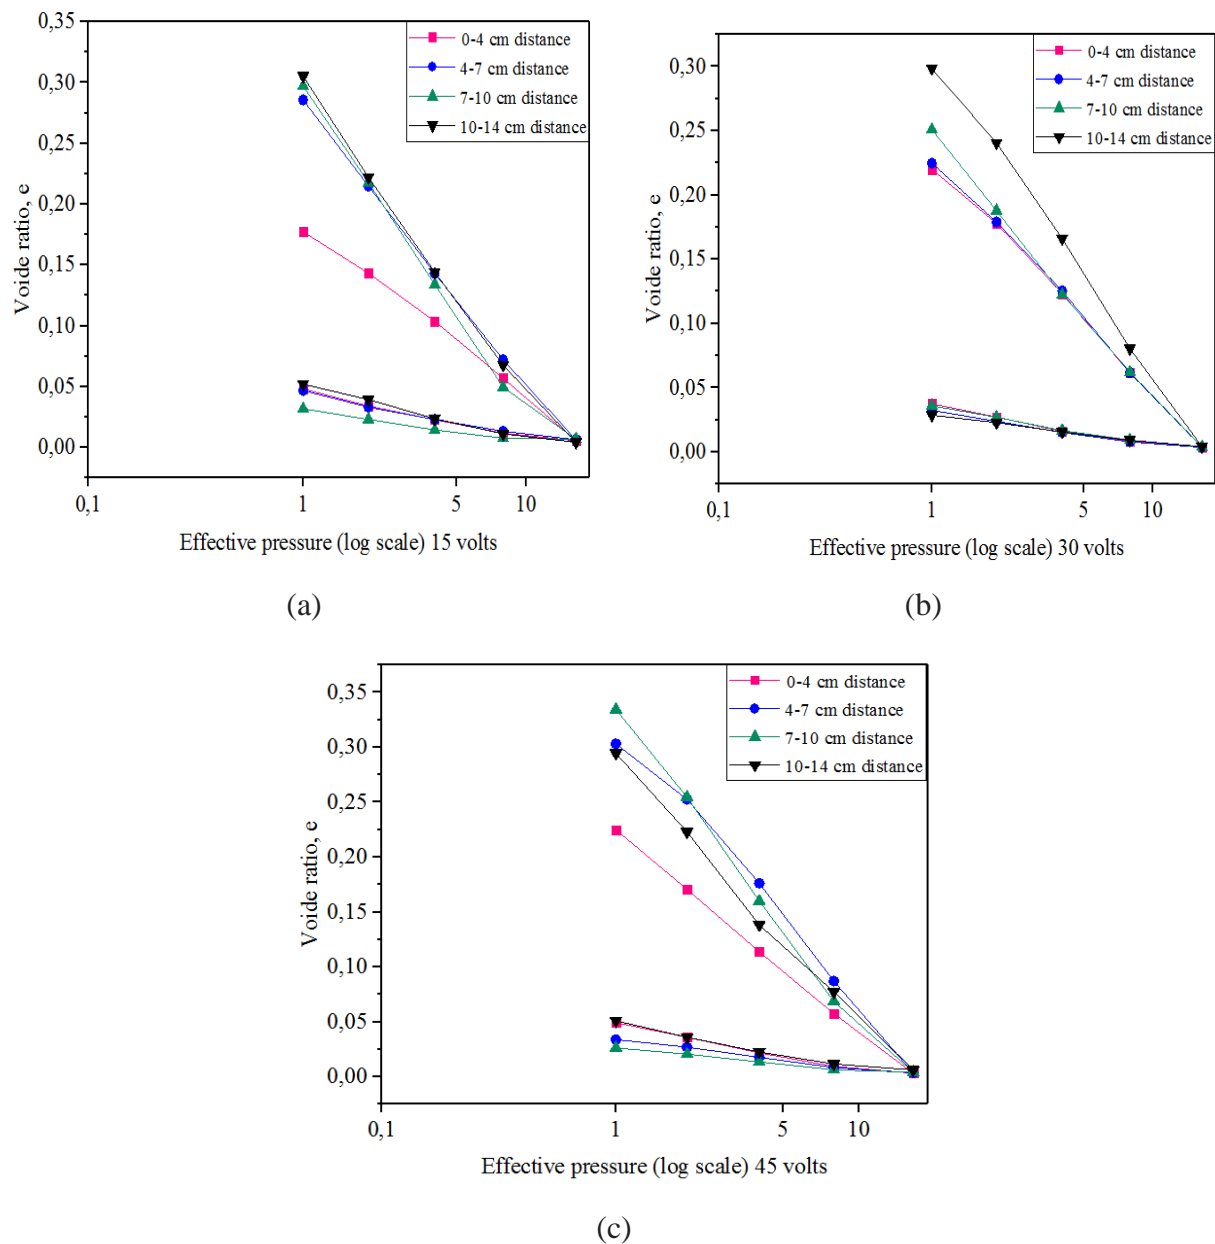 0,35
0,30
0,25
0,20
0,15
0,10
0,05
0,00
Voide ratio, e
0-4 cm distance
4-7 cm distance
7-10 cm distance
10-14 cm distance
0,1
1
5
10
Effective pressure (log scale) 15 volts
(a)
0,30
0,25
0,20
0,15
0,10
0,05
0,00
Voide ratio, e
0-4 cm distance
4-7 cm distance
7-10 cm distance
10-14 cm distance
0,1
1
5
10
Effective pressure (log scale) 30 volts
(b)
0,35
0,30
0,25
0,20
0,15
0,10
0,05
0,00
Voide ratio, e
0-4 cm distance
4-7 cm distance
7-10 cm distance
10-14 cm distance
0,1
1
5
10
Effective pressure (log scale) 45 volts
(c)